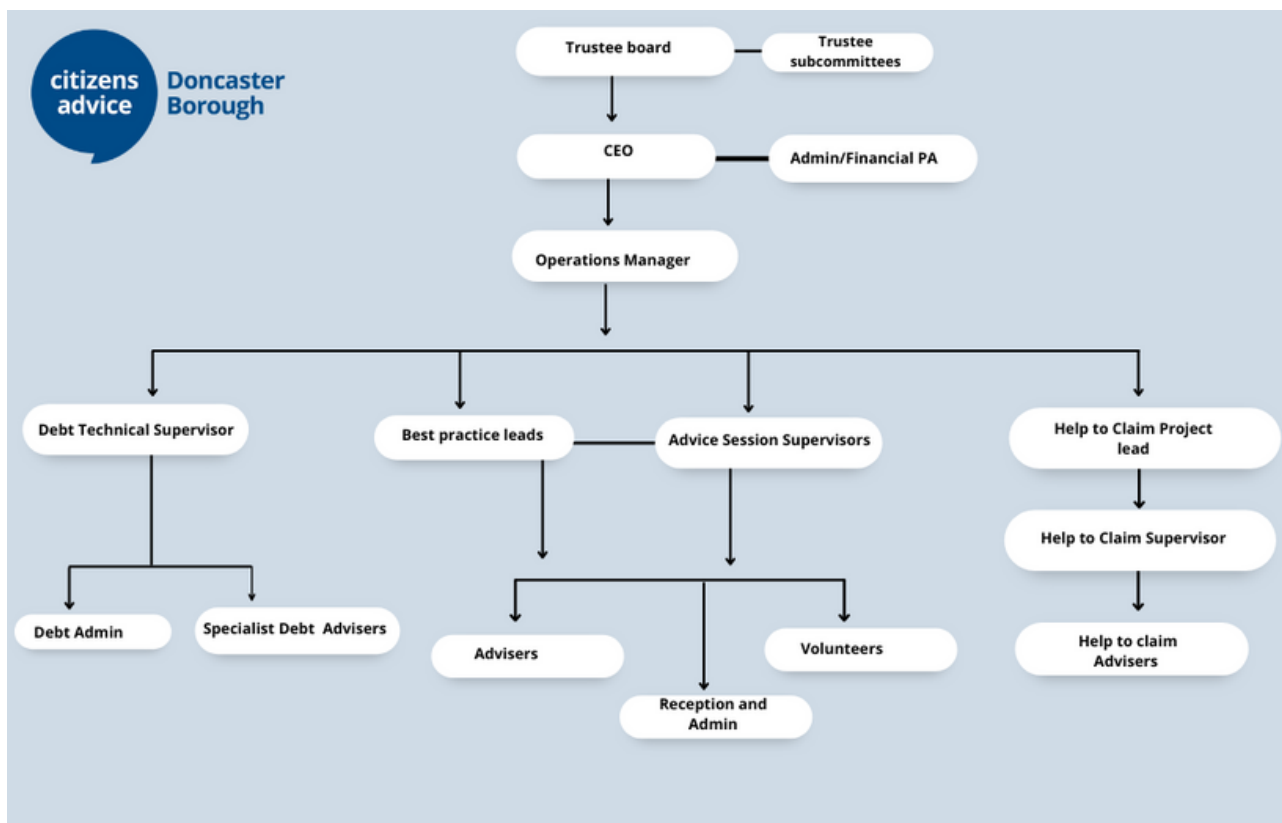 citizens
advice
Doncaster
Borough
Trustee board
Trustee
subcommittees
CEO
Admin/Financial PA
Operations Manager
Debt Technical Supervisor
Best practice leads
Advice Session Supervisors
Help to Claim Project
lead
Help to Claim Supervisor
Debt Admin
Specialist Debt Advisers
Advisers
Volunteers
Help to claim
Advisers
Reception and
Admin